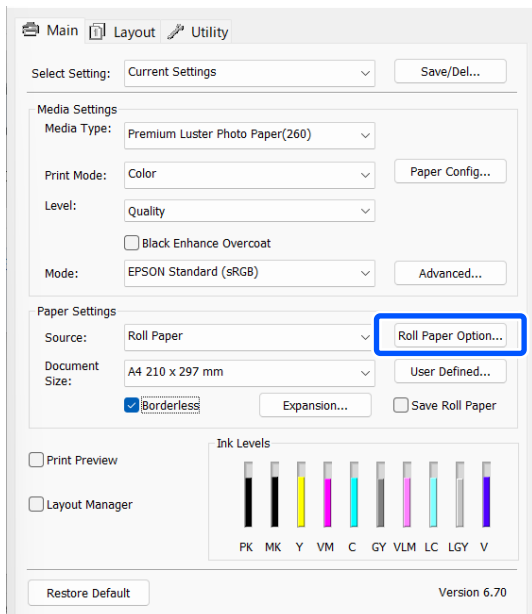 Main Layout Utility
Select Setting: Current Settings Save/Del...
Media Settings
Media Type: Premium Luster Photo Paper(260)
Print Mode: Color Paper Config...
Level: Quality
Black Enhance Overcoat
Mode: EPSON Standard (sRGB) Advanced...
Paper Settings
Source: Roll Paper Roll Paper Option...
Document
Size: A4 210 x 297 mm User Defined...
Borderless Expansion... Save Roll Paper
Ink Levels
Print Preview
Layout Manager
PK MK Y VM C GY VLM LC LGY V
Restore Default Version 6.70